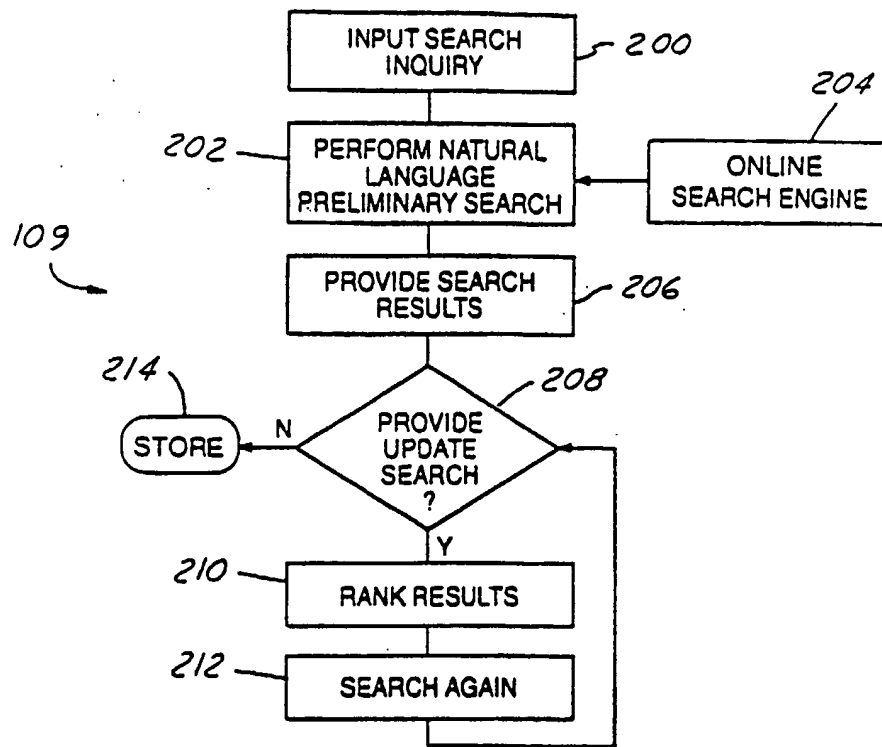 INPUT SEARCH
INQUIRY
200
204
202
PERFORM NATURAL
LANGUAGE
PRELIMINARY SEARCH
ONLINE
SEARCH ENGINE
109
PROVIDE SEARCH
RESULTS
206
214
208
STORE
N
PROVIDE
UPDATE
SEARCH
?
Y
210
RANK RESULTS
212
SEARCH AGAIN